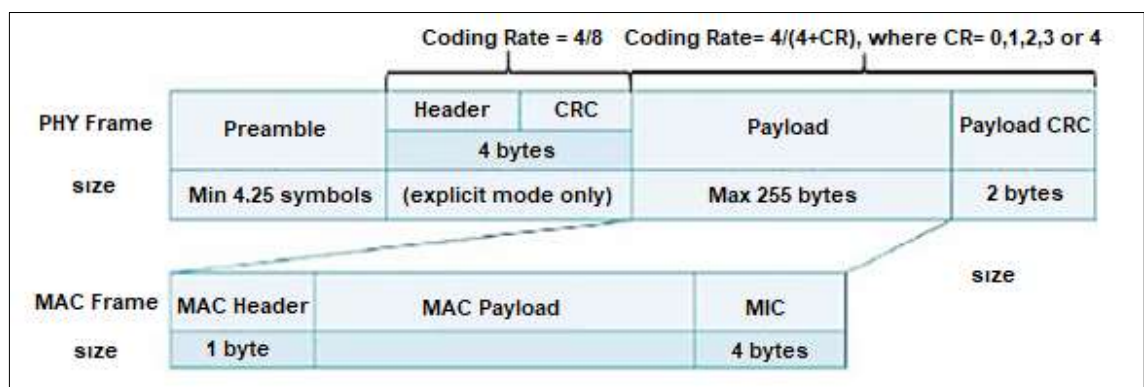 Coding Rate = 4/8
Coding Rate= 4/(4+CR), where CR= 0,1,2,3 or 4
PHY Frame
Preamble
Header
CRC
4 bytes
Payload
Payload CRC
size
Min 4.25 symbols
(explicit mode only)
Max 255 bytes
2 bytes
size
MAC Frame
MAC Header
MAC Payload
MIC
size
1 byte
4 bytes